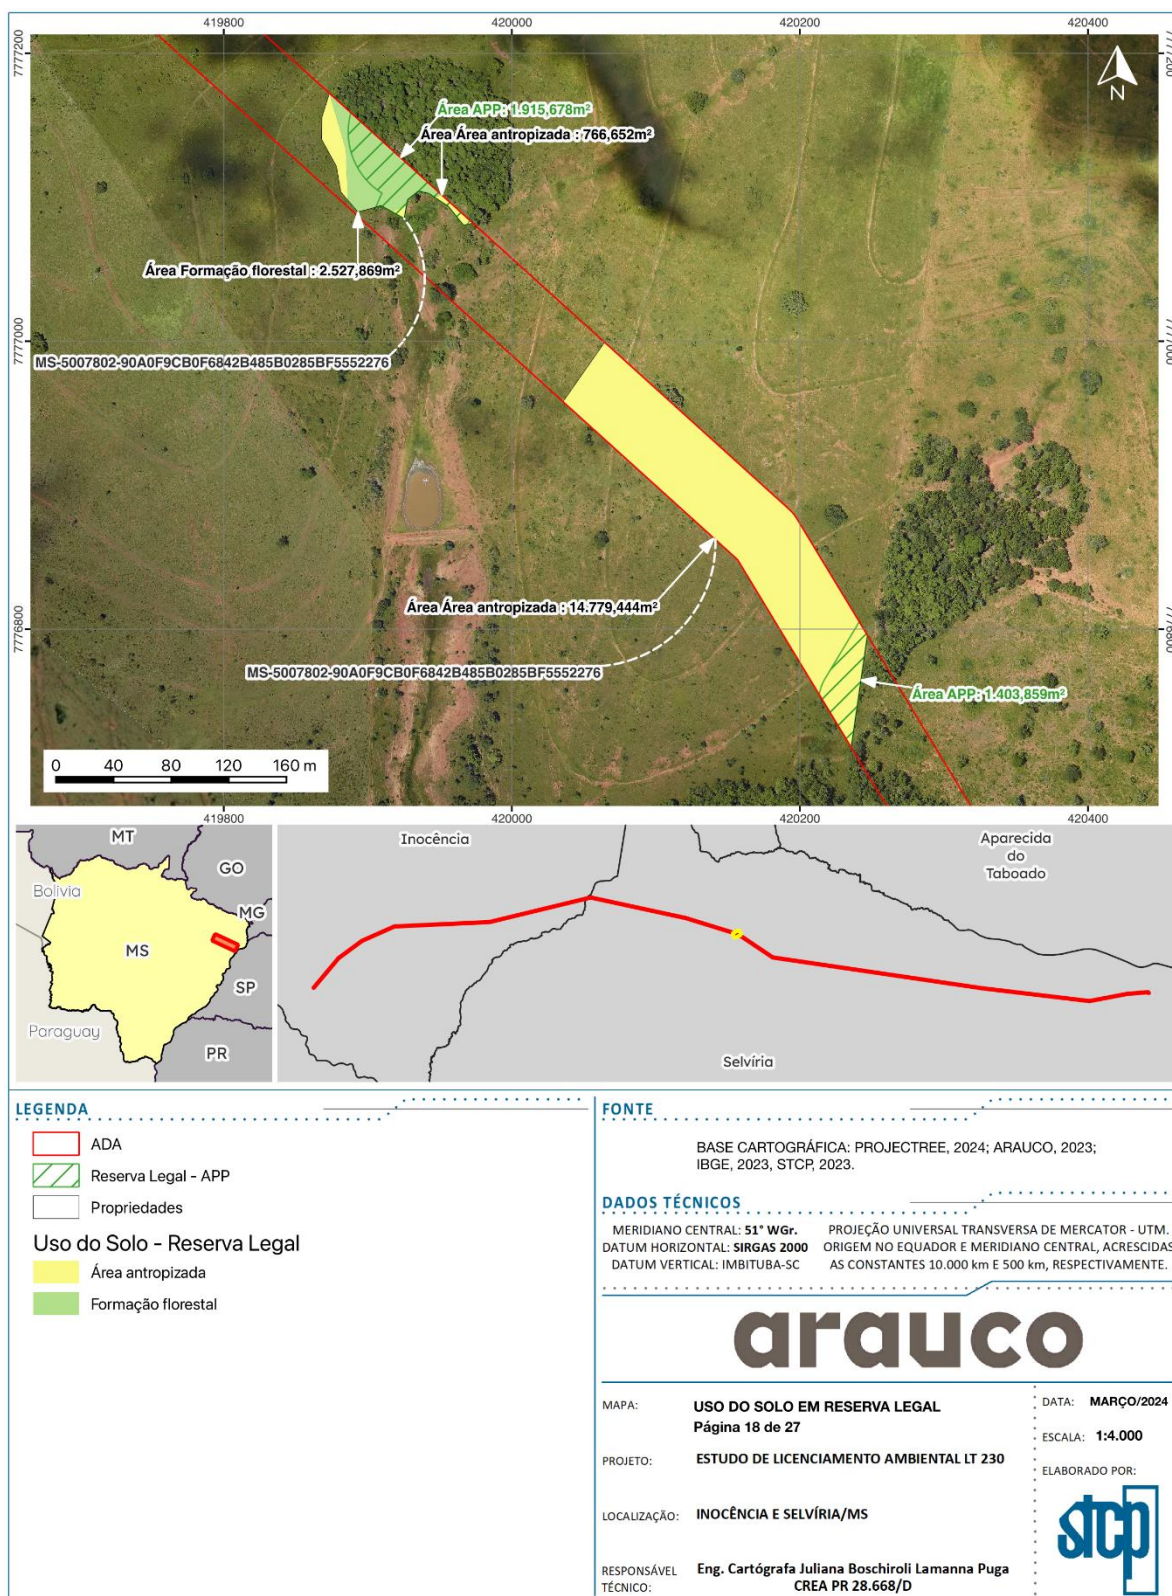 419800
420000
420200
420400
7777200
7777200
N
Área APP: 1.915,678m²
Área Área antropizada : 766,652m²
Área Formação florestal : 2.527,869m²
7777000
7777000
MS-5007802-90A0F9CB0F6842B485B0285BF5552276
Área Área antropizada : 14.779,444m²
7776800
7776800
MS-5007802-90A0F9CB0F6842B485B0285BF5552276
Área APP: 1.403,859m²
0 40 80 120 160 m
419800
420000
420200
420400
MT
GO
Bolivia
MG
MS
SP
Paraguay
PR
Inocência
Aparecida
do
Taboado
Selvíria
LEGENDA
ADA
Reserva Legal - APP
Propriedades
Uso do Solo - Reserva Legal
Área antropizada
Formação florestal
FONTE
BASE CARTOGRÁFICA: PROJECTREE, 2024; ARAUCO, 2023;
IBGE, 2023, STCP, 2023.
DADOS TÉCNICOS
MERIDIANO CENTRAL: 51° WGr.
DATUM HORIZONTAL: SIRGAS 2000
DATUM VERTICAL: IMBITUBA-SC
PROJEÇÃO UNIVERSAL TRANSVERSA DE MERCATOR - UTM.
ORIGEM NO EQUADOR E MERIDIANO CENTRAL, ACRESCIDAS
AS CONSTANTES 10.000 km E 500 km, RESPECTIVAMENTE.
arauco
MAPA: USO DO SOLO EM RESERVA LEGAL
Página 18 de 27
PROJETO: ESTUDO DE LICENCIAMENTO AMBIENTAL LT 230
LOCALIZAÇÃO: INOCÊNCIA E SELVÍRIA/MS
RESPONSÁVEL
TÉCNICO:
Eng. Cartógrafa Juliana Boschiroli Lamanna Puga
CREA PR 28.668/D
DATA: MARÇO/2024
ESCALA: 1:4.000
ELABORADO POR:
stcp